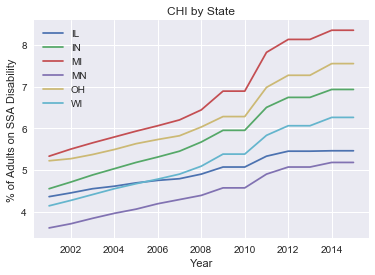 CHI by State
% of Adults on SSA Disability
8
7
6
5
4
IL
IN
MI
MN
OH
WI
2002 2004 2006 2008 2010 2012 2014
Year